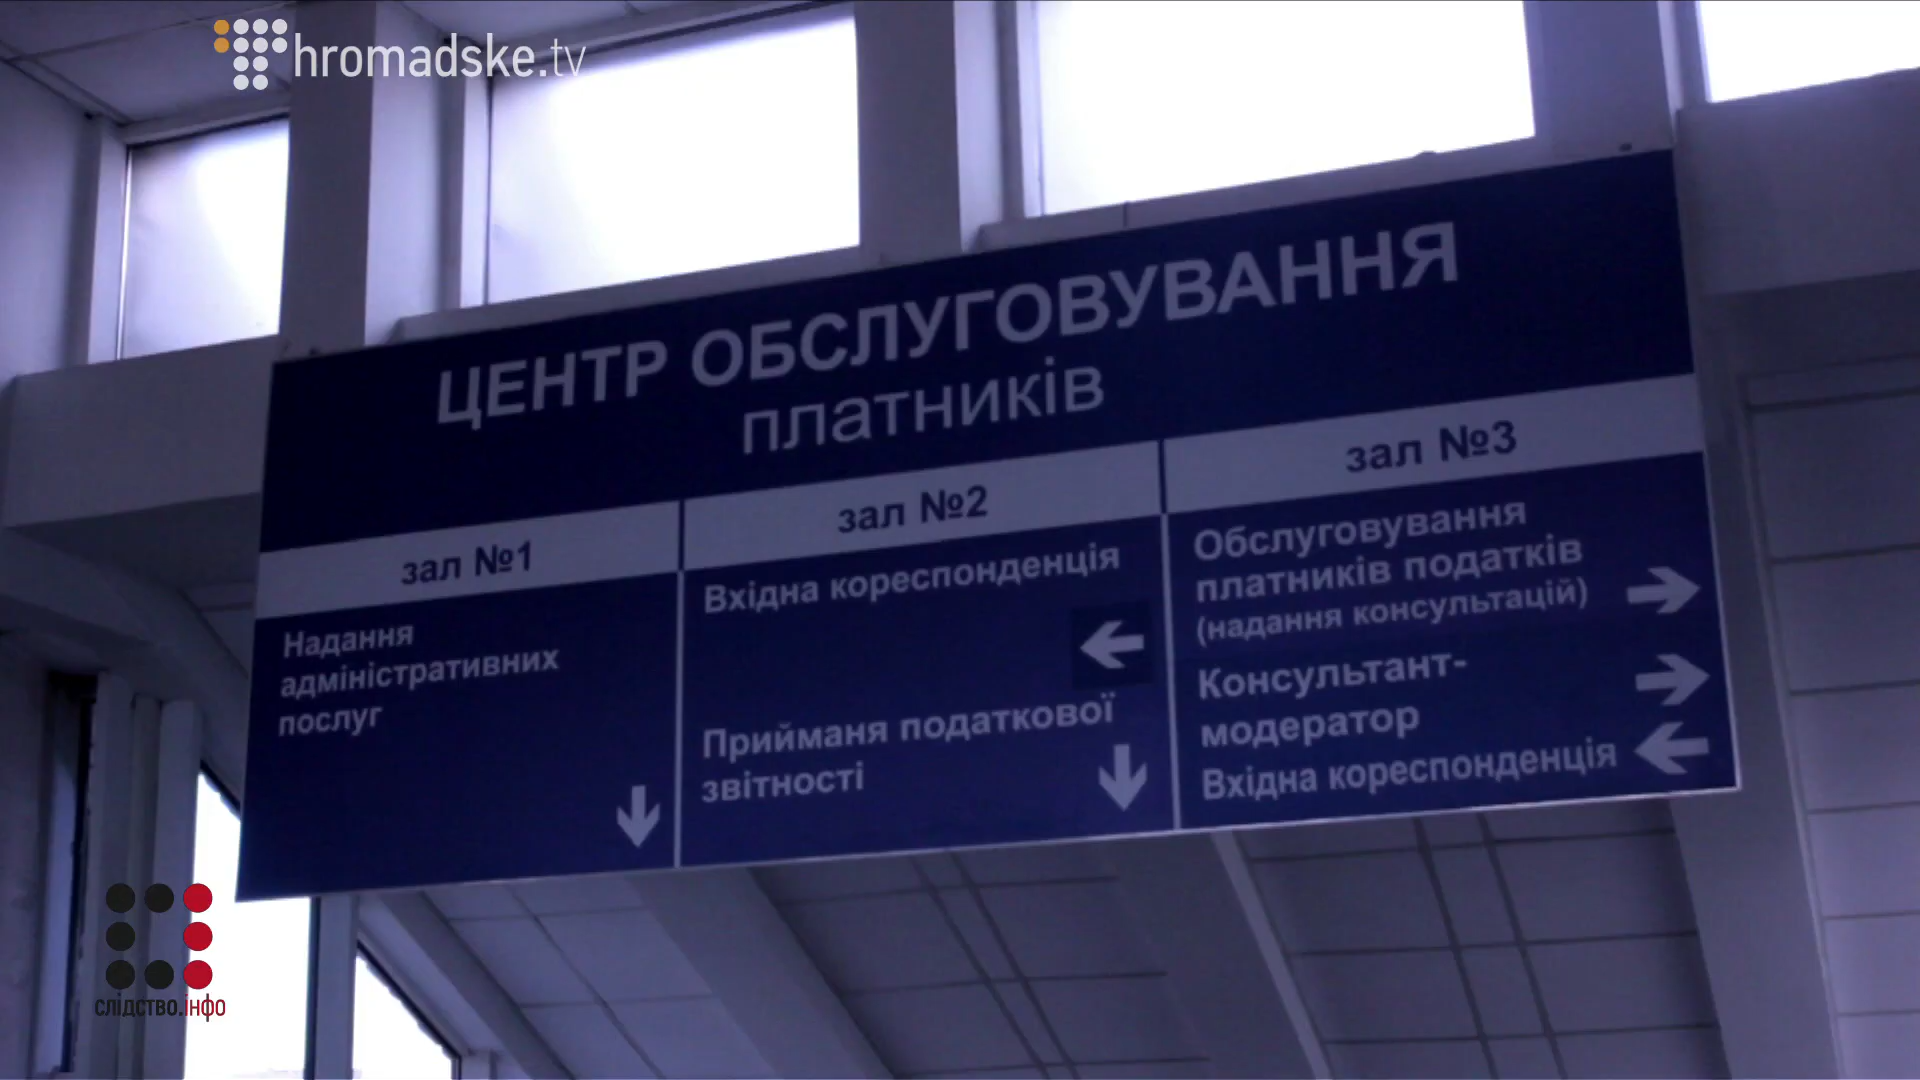 hromadske.tv
ЦЕНТР ОБСЛУГОВУВАННЯ
платників
зал №1
Надання
адміністративних
послуг
зал №2
Вхідна кореспонденція
Прийманя податкової
звітності
зал №3
Обслуговування
платників податків
(надання консультацій)
Консультант-
модератор
Вхідна кореспонденція
слідство.інфо